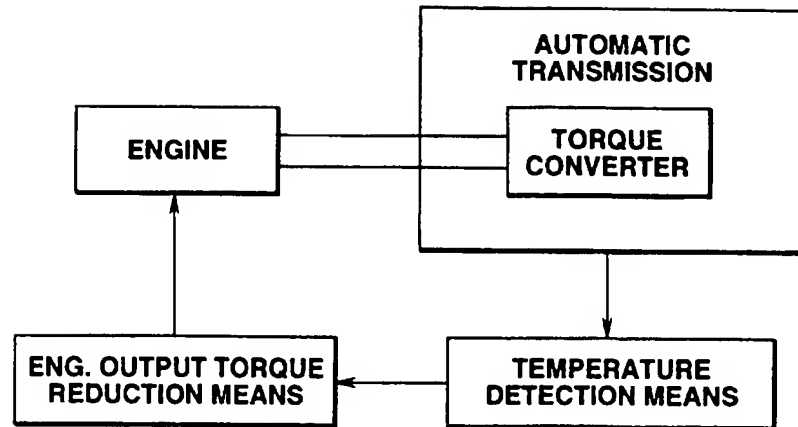 AUTOMATIC
TRANSMISSION
ENGINE
TORQUE
CONVERTER
ENG. OUTPUT TORQUE
REDUCTION MEANS
TEMPERATURE
DETECTION MEANS